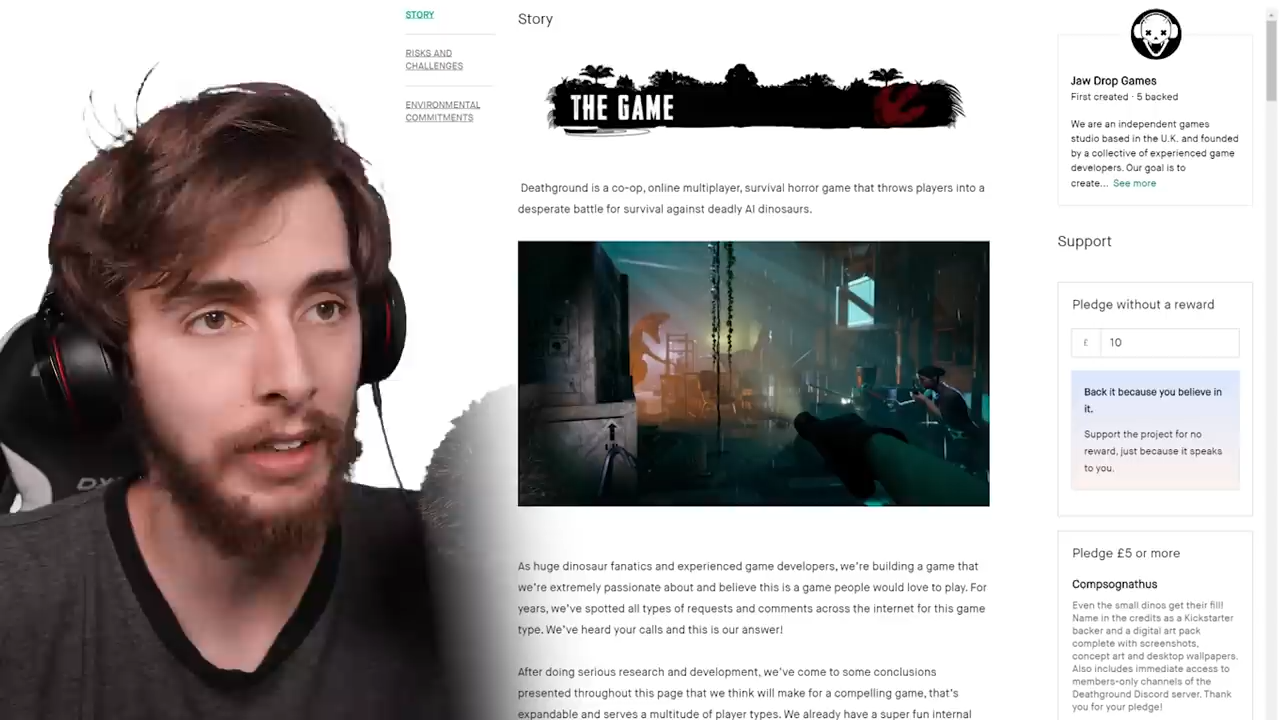 STORY
RISKS AND
CHALLENGES
ENVIRONMENTAL
COMMITMENTS
Story
THE GAME
Deathground is a co-op, online multiplayer, survival horror game that throws players into a
desperate battle for survival against deadly AI dinosaurs.
As huge dinosaur fanatics and experienced game developers, we're building a game that
we're extremely passionate about and believe this is a game people would love to play. For
years, we've spotted all types of requests and comments across the internet for this game
type. We've heard your calls and this is our answer!
After doing serious research and development, we've come to some conclusions
presented throughout this page that we think will make for a compelling game, that's
expandable and serves a multitude of player types. We already have a super fun internal
Jaw Drop Games
First created · 5 backed
We are an independent games
studio based in the U.K. and founded
by a collective of experienced game
developers. Our goal is to
create... See more
Support
Pledge without a reward
£ 10
Back it because you believe in
it.
Support the project for no
reward, just because it speaks
to you.
Pledge £5 or more
Compsognathus
Even the small dinos get their fill!
Name in the credits as a Kickstarter
backer and a digital art pack
complete with screenshots,
concept art and desktop wallpapers.
Also includes immediate access to
members-only channels of the
Deathground Discord server. Thank
you for your pledge!